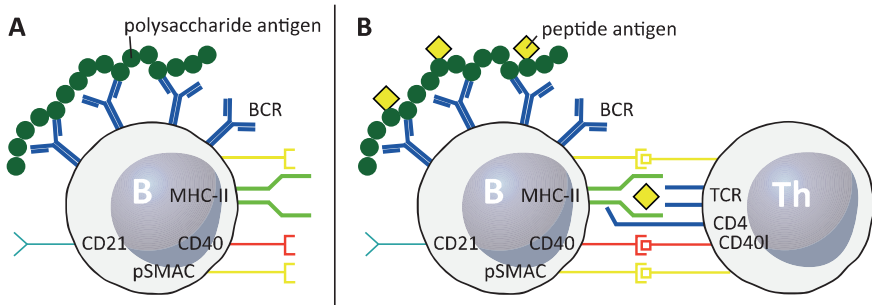 A
polysaccharide antigen
BCR
B
MHC-II
CD21
CD40
pSMAC
B
peptide antigen
BCR
B
MHC-II
CD21
CD40
pSMAC
TCR
Th
CD4
CD40l